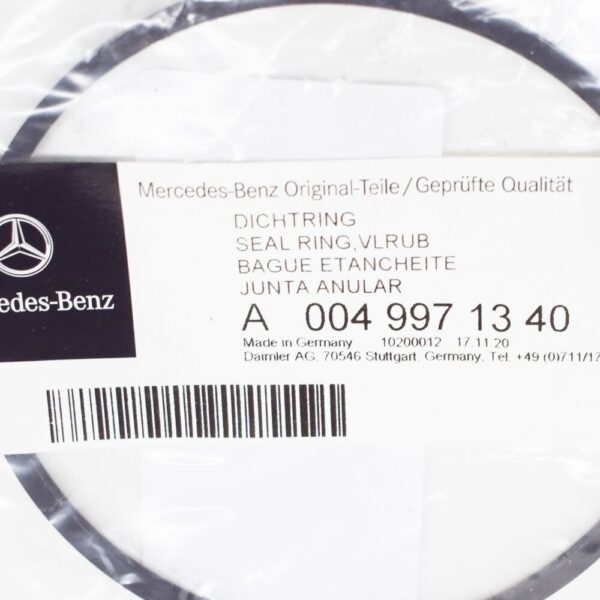 Mercedes-Benz Original-Teile/Geprüfte Qualität
DICHTRING
SEAL RING,VLRUB
BAGUE ETANCHEITE
JUNTA ANULAR
A 004 997 13 40
Made in Germany 10200012 17.11.20
Daimler AG, 70546 Stuttgart, Germany, Tel. +49 (0)711/17
edes-Benz